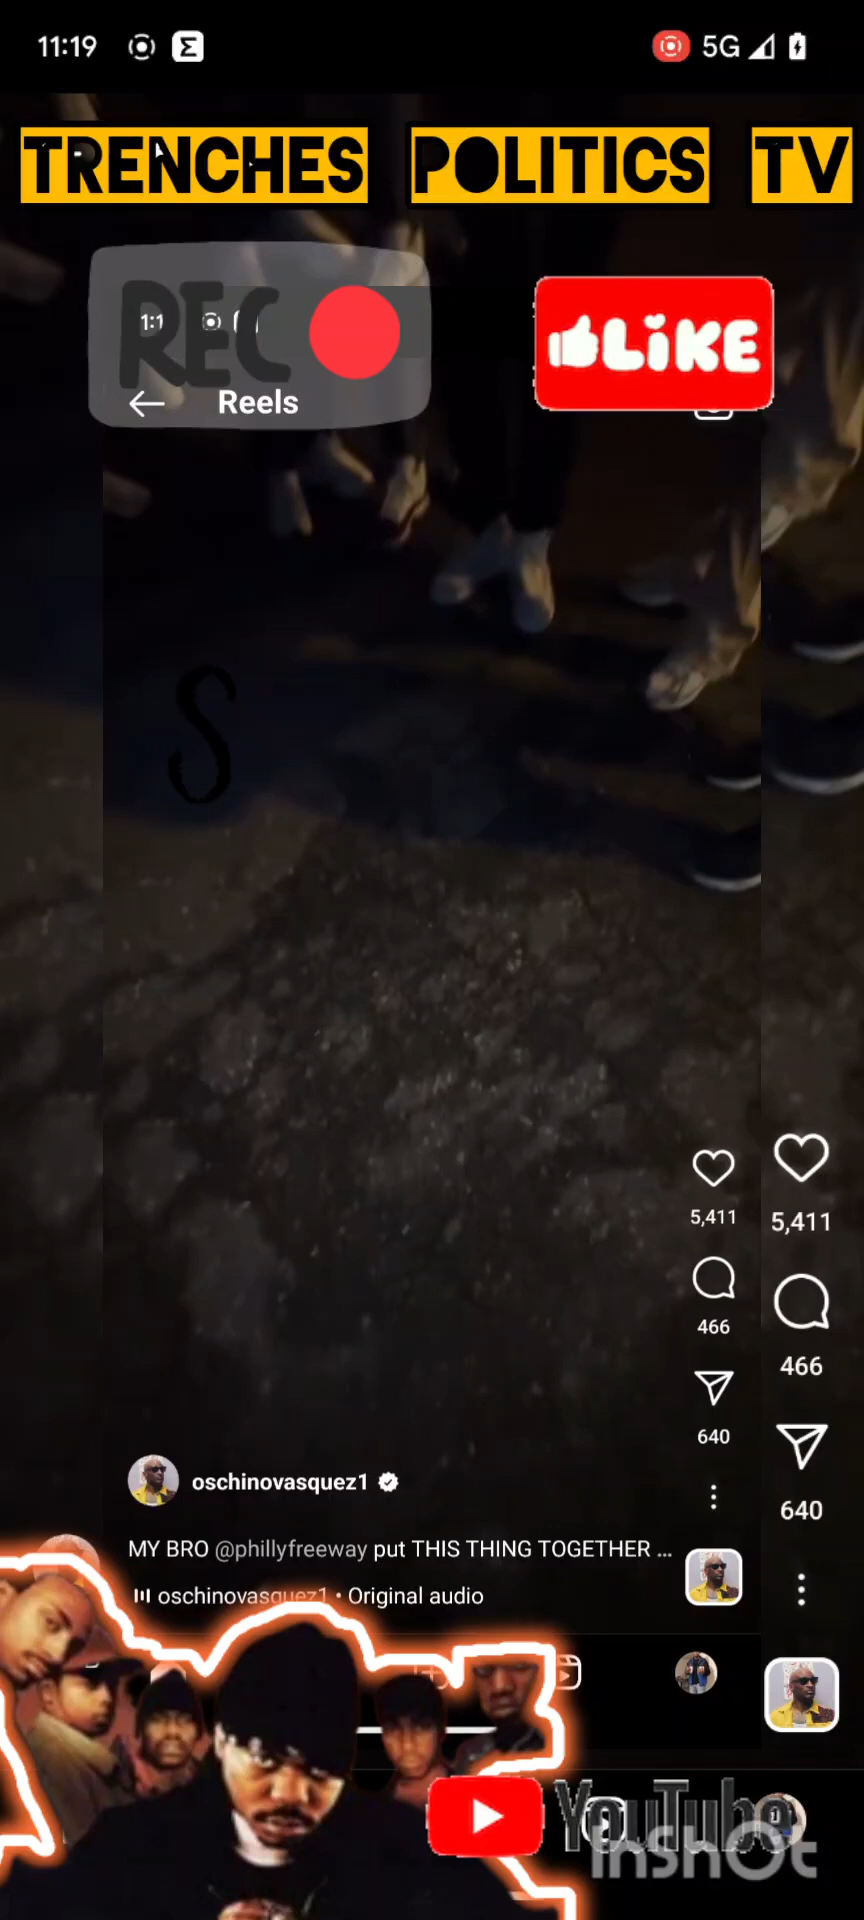 11:19
5G
TRENCHES POLITICS TV
REC
LIKE
Reels
S
5,411
5,411
466
466
640
640
oschinovasquez1
MY BRO @phillyfreeway put THIS THING TOGETHER ...
oschinovasquez1 • Original audio
YouTube
InShOt